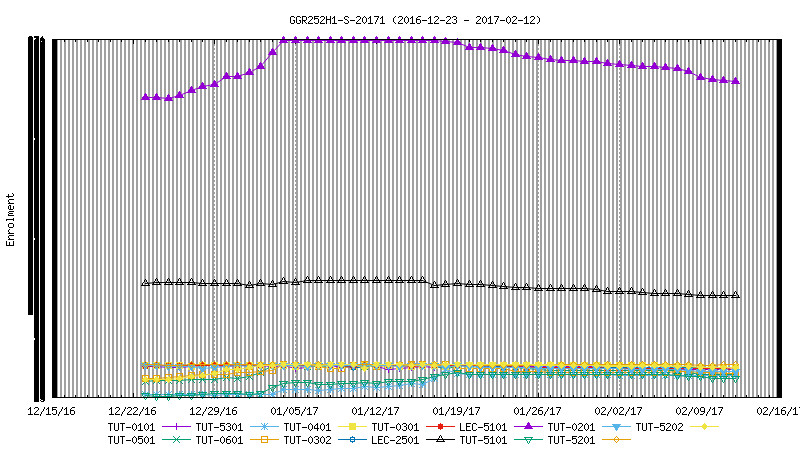 GGR252H1-S-20171 (2016-12-23 - 2017-02-12)
Enrolment
12/15/16 12/22/16 12/29/16 01/05/17 01/12/17 01/19/17 01/26/17 02/02/17 02/09/17 02/16/17
TUT-0101 TUT-5301 TUT-0401 TUT-0301 LEC-5101 TUT-0201 TUT-5202
TUT-0501 TUT-0601 TUT-0302 LEC-2501 TUT-5101 TUT-5201